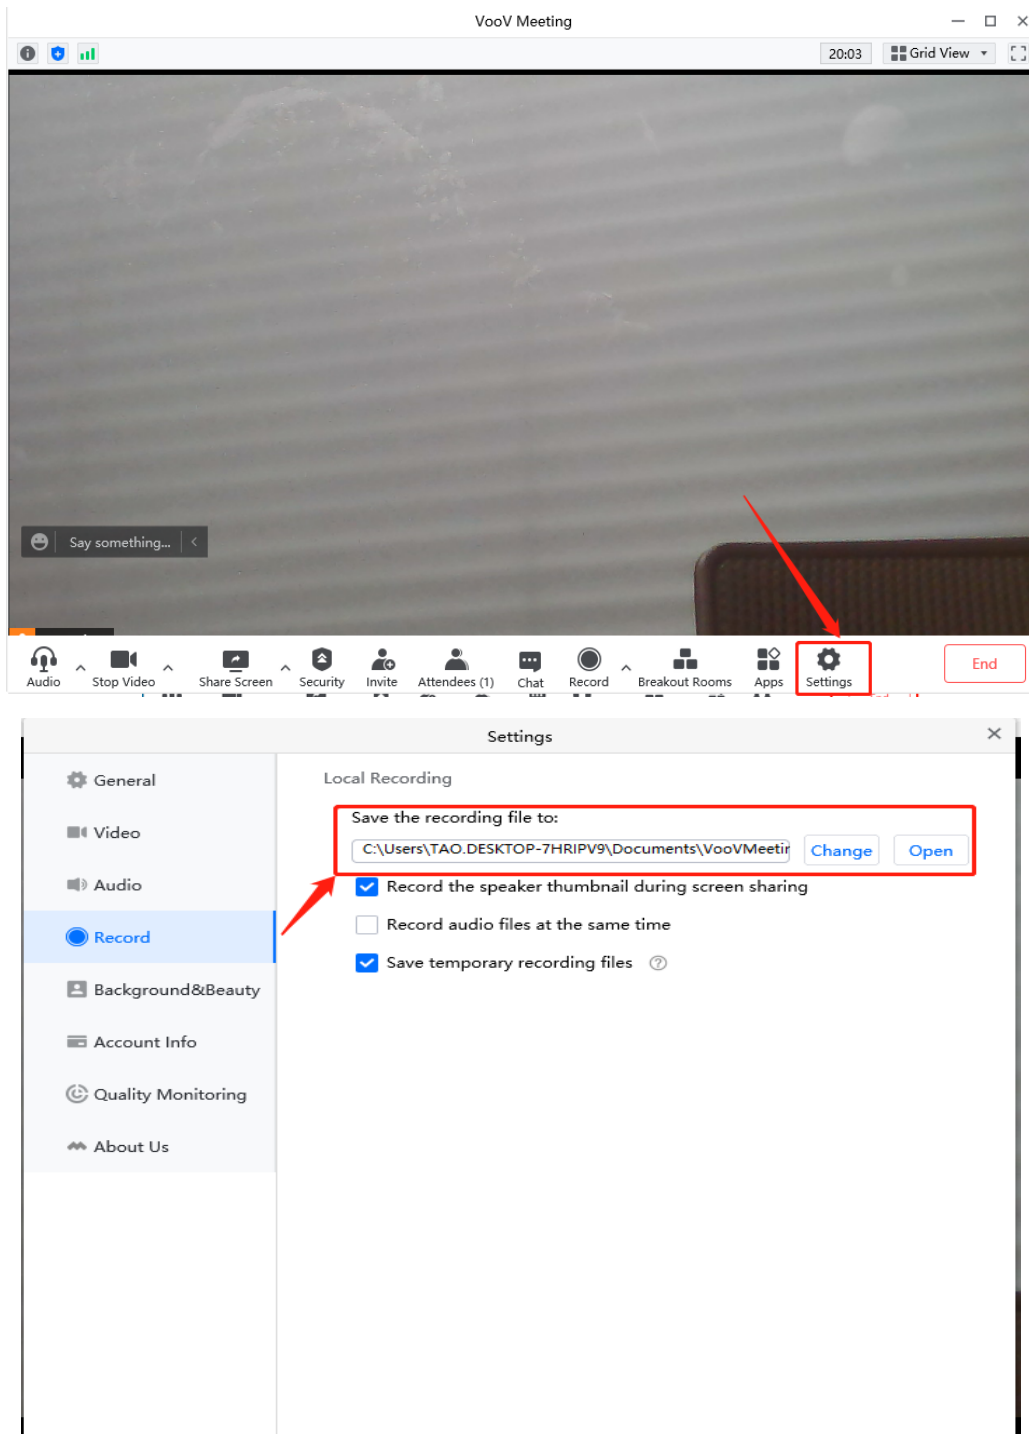 VooV Meeting
20:03 Grid View
Say something...
Audio Stop Video Share Screen Security Invite Attendees (1) Chat Record Breakout Rooms Apps Settings End
Settings
General
Video
Audio
Record
Background&Beauty
Account Info
Quality Monitoring
About Us
Local Recording
Save the recording file to:
C:\Users\TAO.DESKTOP-7HRIPV9\Documents\VooVMeetin Change Open
Record the speaker thumbnail during screen sharing
Record audio files at the same time
Save temporary recording files